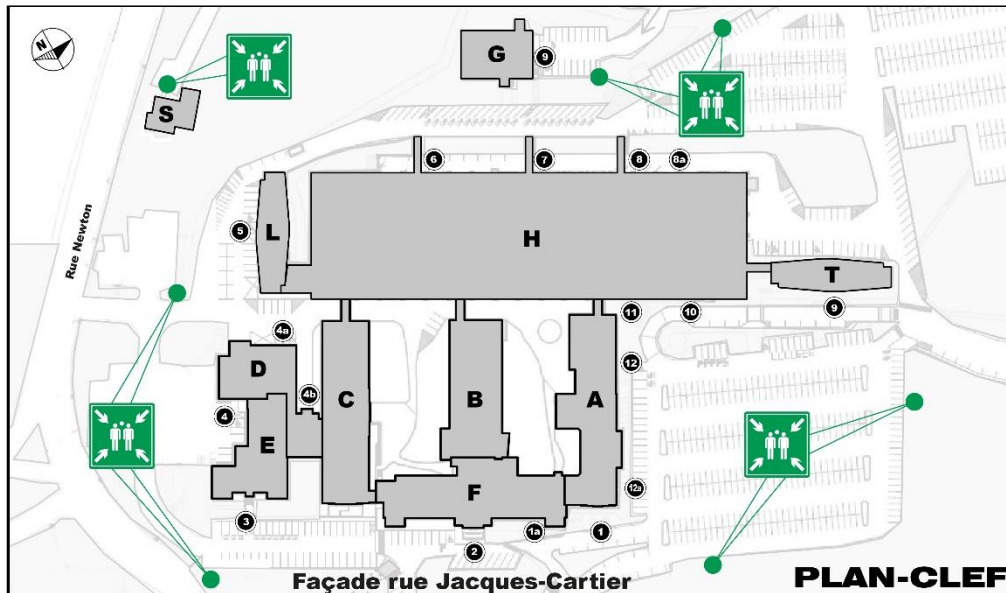 N
G
9
S
6
7
8
8a
Rue Newton
5
L
H
T
9
11
10
4a
D
12
4b
C
B
A
4
E
F
12a
3
1a
1
2
Façade rue Jacques-Cartier
PLAN-CLEF